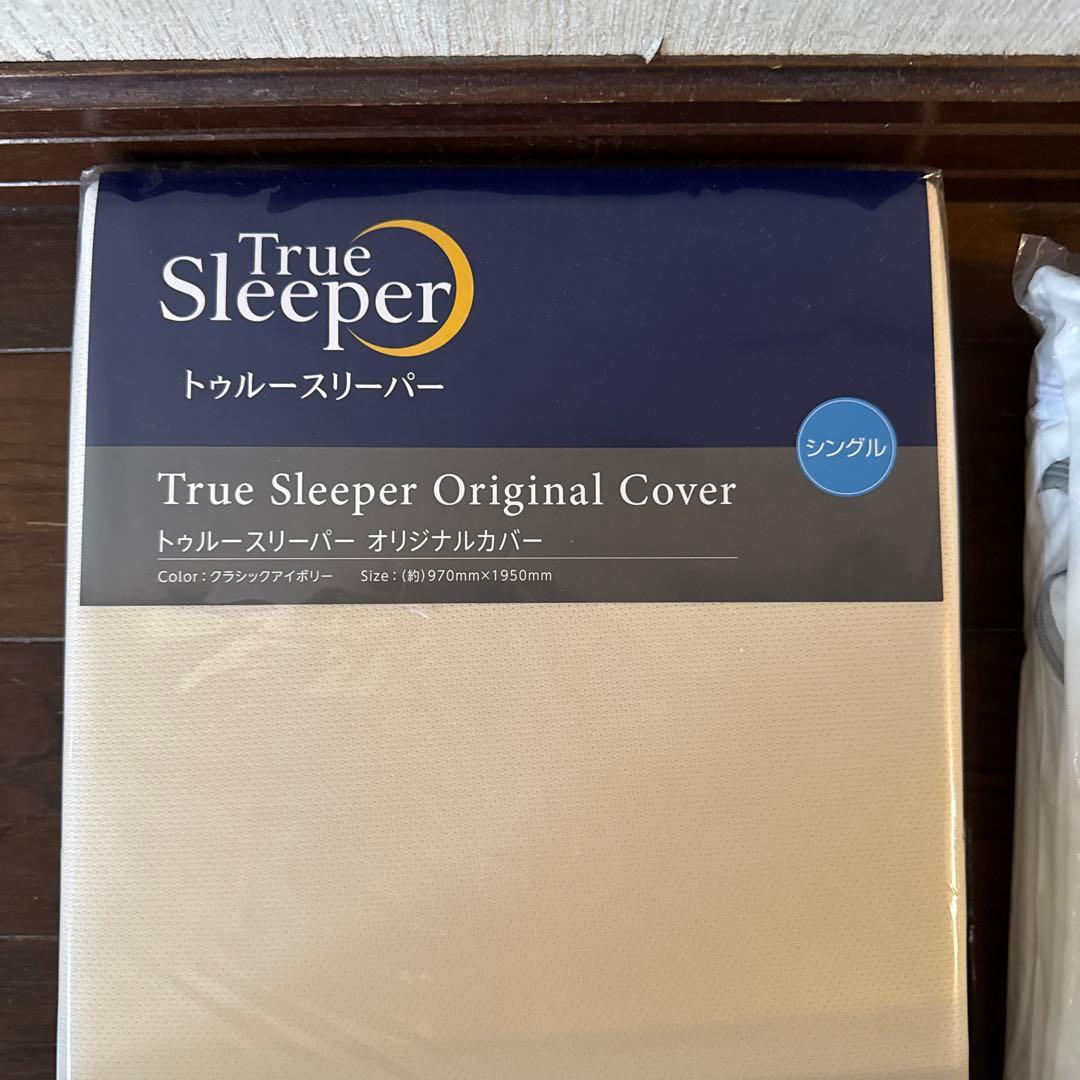 True
Sleeper
トゥルースリーパー
シングル
True Sleeper Original Cover
トゥルースリーパー オリジナルカバー
Color：クラシックアイボリー Size：（約）970mm×1950mm